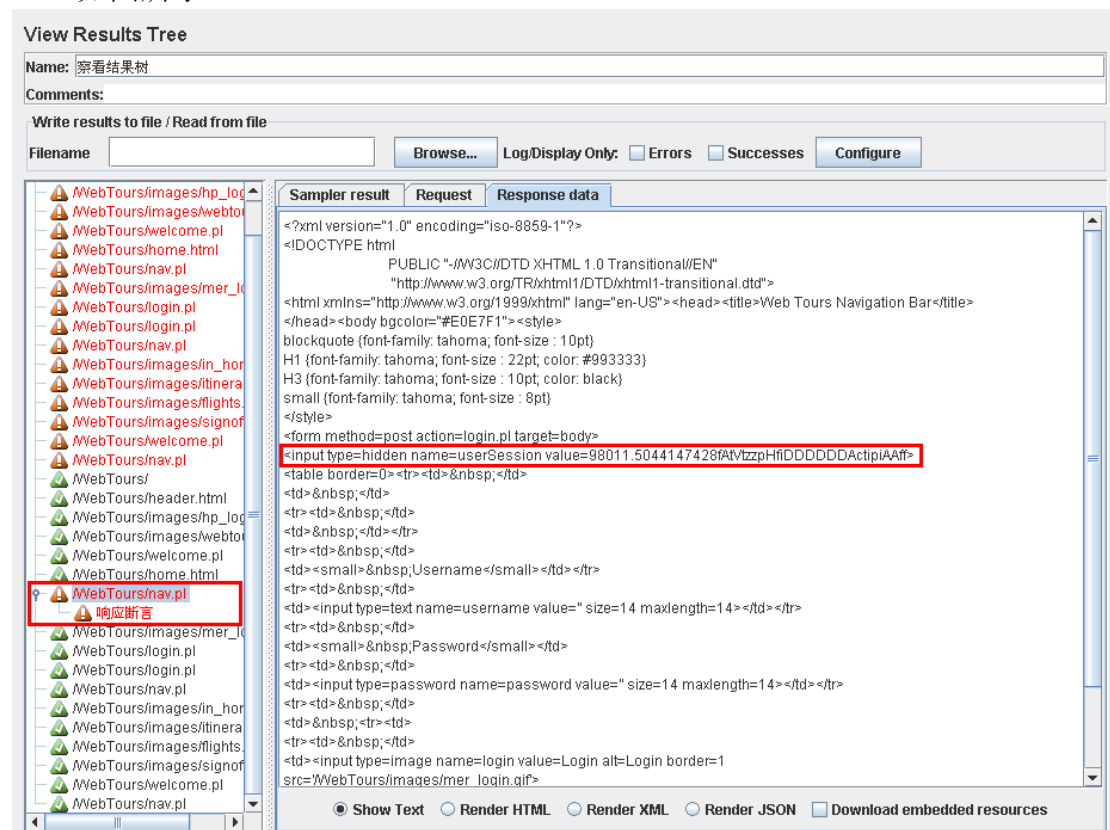 View Results Tree
Name: 察看结果树
Comments:
Write results to file / Read from file
Filename Browse... Log/Display Only: Errors Successes Configure
/WebTours/images/hp_log
/WebTours/images/webtou
/WebTours/welcome.pl
/WebTours/home.html
/WebTours/nav.pl
/WebTours/images/mer_lo
/WebTours/login.pl
/WebTours/login.pl
/WebTours/nav.pl
/WebTours/images/in_hom
/WebTours/images/itinera
/WebTours/images/flights.
/WebTours/images/signof
/WebTours/welcome.pl
/WebTours/nav.pl
/WebTours/
/WebTours/header.html
/WebTours/images/hp_log
/WebTours/images/webtou
/WebTours/welcome.pl
/WebTours/home.html
/WebTours/nav.pl
响应断言
/WebTours/images/mer_lo
/WebTours/login.pl
/WebTours/login.pl
/WebTours/nav.pl
/WebTours/images/in_hom
/WebTours/images/itinera
/WebTours/images/flights.
/WebTours/images/signof
/WebTours/welcome.pl
/WebTours/nav.pl
Sampler result Request Response data
<?xml version="1.0" encoding="iso-8859-1"?>
<!DOCTYPE html
PUBLIC "-//W3C//DTD XHTML 1.0 Transitional//EN"
"http://www.w3.org/TR/xhtml1/DTD/xhtml1-transitional.dtd">
<html xmlns="http://www.w3.org/1999/xhtml" lang="en-US"><head><title>Web Tours Navigation Bar</title>
</head><body bgcolor="#E0E7F1"><style>
blockquote {font-family: tahoma; font-size : 10pt}
H1 {font-family: tahoma; font-size : 22pt; color: #993333}
H3 {font-family: tahoma; font-size : 10pt; color: black}
small {font-family: tahoma; font-size : 8pt}
</style>
<form method=post action=login.pl target=body>
<input type=hidden name=userSession value=98011.5044147428fAtVtzzpHfiDDDDDDActipiAAff>
<table border=0><tr><td>&nbsp;</td>
<td>&nbsp;</td>
<tr><td>&nbsp;</td>
<td>&nbsp;</td></tr>
<tr><td>&nbsp;</td>
<td><small>&nbsp;Username</small></td></tr>
<tr><td>&nbsp;</td>
<td><input type=text name=username value='' size=14 maxlength=14></td></tr>
<tr><td>&nbsp;</td>
<td><small>&nbsp;Password</small></td>
<tr><td>&nbsp;</td>
<td><input type=password name=password value='' size=14 maxlength=14></td></tr>
<tr><td>&nbsp;</td>
<td>&nbsp;<tr><td>
<tr><td>&nbsp;</td>
<td><input type=image name=login value=Login alt=Login border=1
src='/WebTours/images/mer_login.gif'>
Show Text Render HTML Render XML Render JSON Download embedded resources